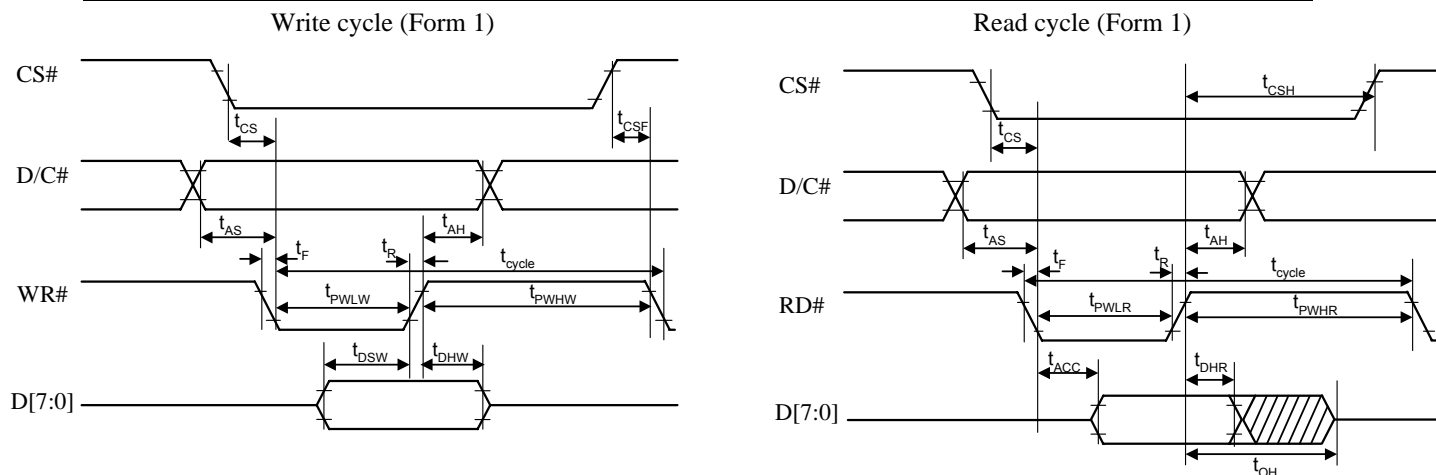 Write cycle (Form 1)
CS#
tCS
tCSF
D/C#
tAS
tAH
tF
tR
tcycle
WR#
tPWLW
tPWHW
tDSW
tDHW
D[7:0]
Read cycle (Form 1)
CS#
tCSH
tCS
D/C#
tAS
tAH
tF
tR
tcycle
RD#
tPWLR
tPWHR
tACC
tDHR
D[7:0]
tOH